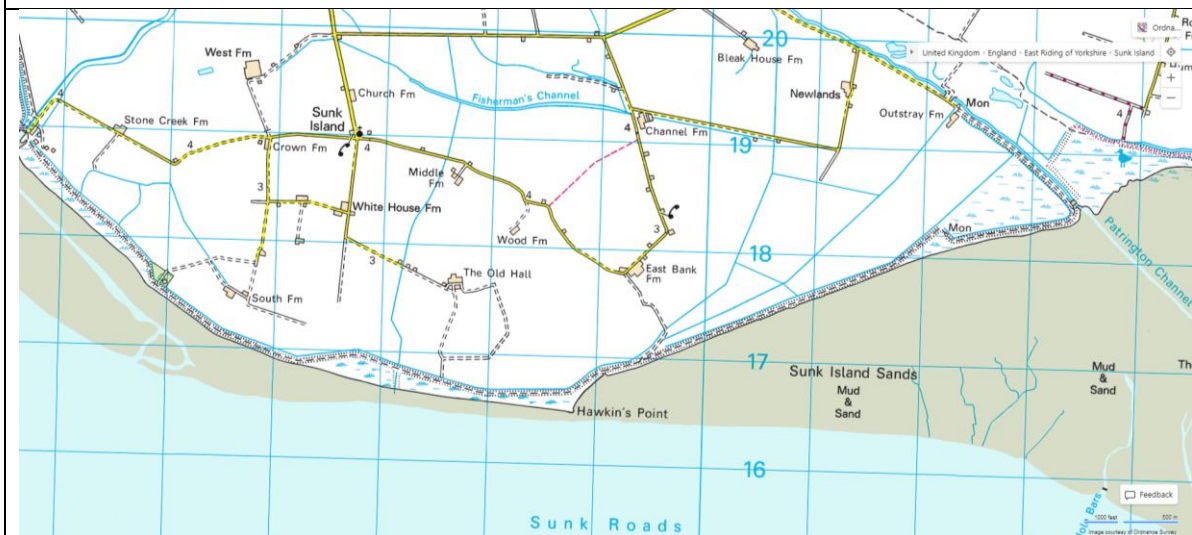 Ordna...
United Kingdom - England - East Riding of Yorkshire - Sunk Island
20
West Fm
Bleak House Fm
Church Fm
Fisherman's Channel
Newlands
Mon
Outstray Fm
4
Stone Creek Fm
Sunk
Island
Channel Fm
4
4
19
Crown Fm
4
4
Middle
Fm
3
White House Fm
4
Wood Fm
3
Mon
18
Patrington Channel
3
The Old Hall
East Bank
Fm
South Fm
17
Sunk Island Sands
Mud
&
Sand
Mud
&
Sand
Th
Hawkin's Point
16
Sunk Roads
Feedback
1000 feet
500 m
Image courtesy of Ordnance Survey